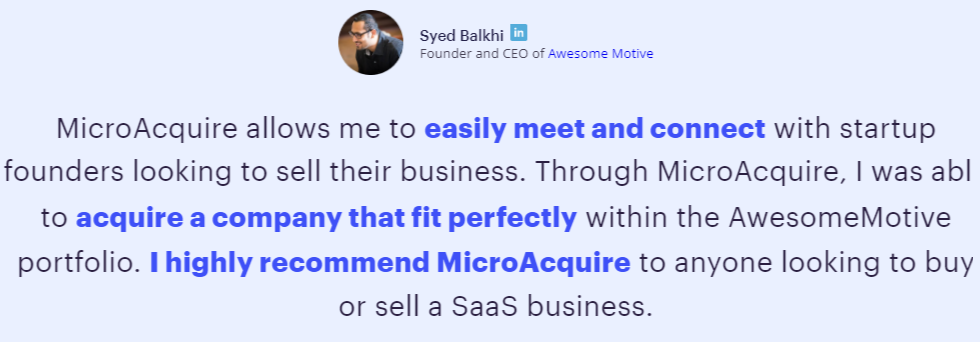 Syed Balkhi in
Founder and CEO of Awesome Motive
MicroAcquire allows me to easily meet and connect with startup
founders looking to sell their business. Through MicroAcquire, I was abl
to acquire a company that fit perfectly within the AwesomeMotive
portfolio. I highly recommend MicroAcquire to anyone looking to buy
or sell a SaaS business.